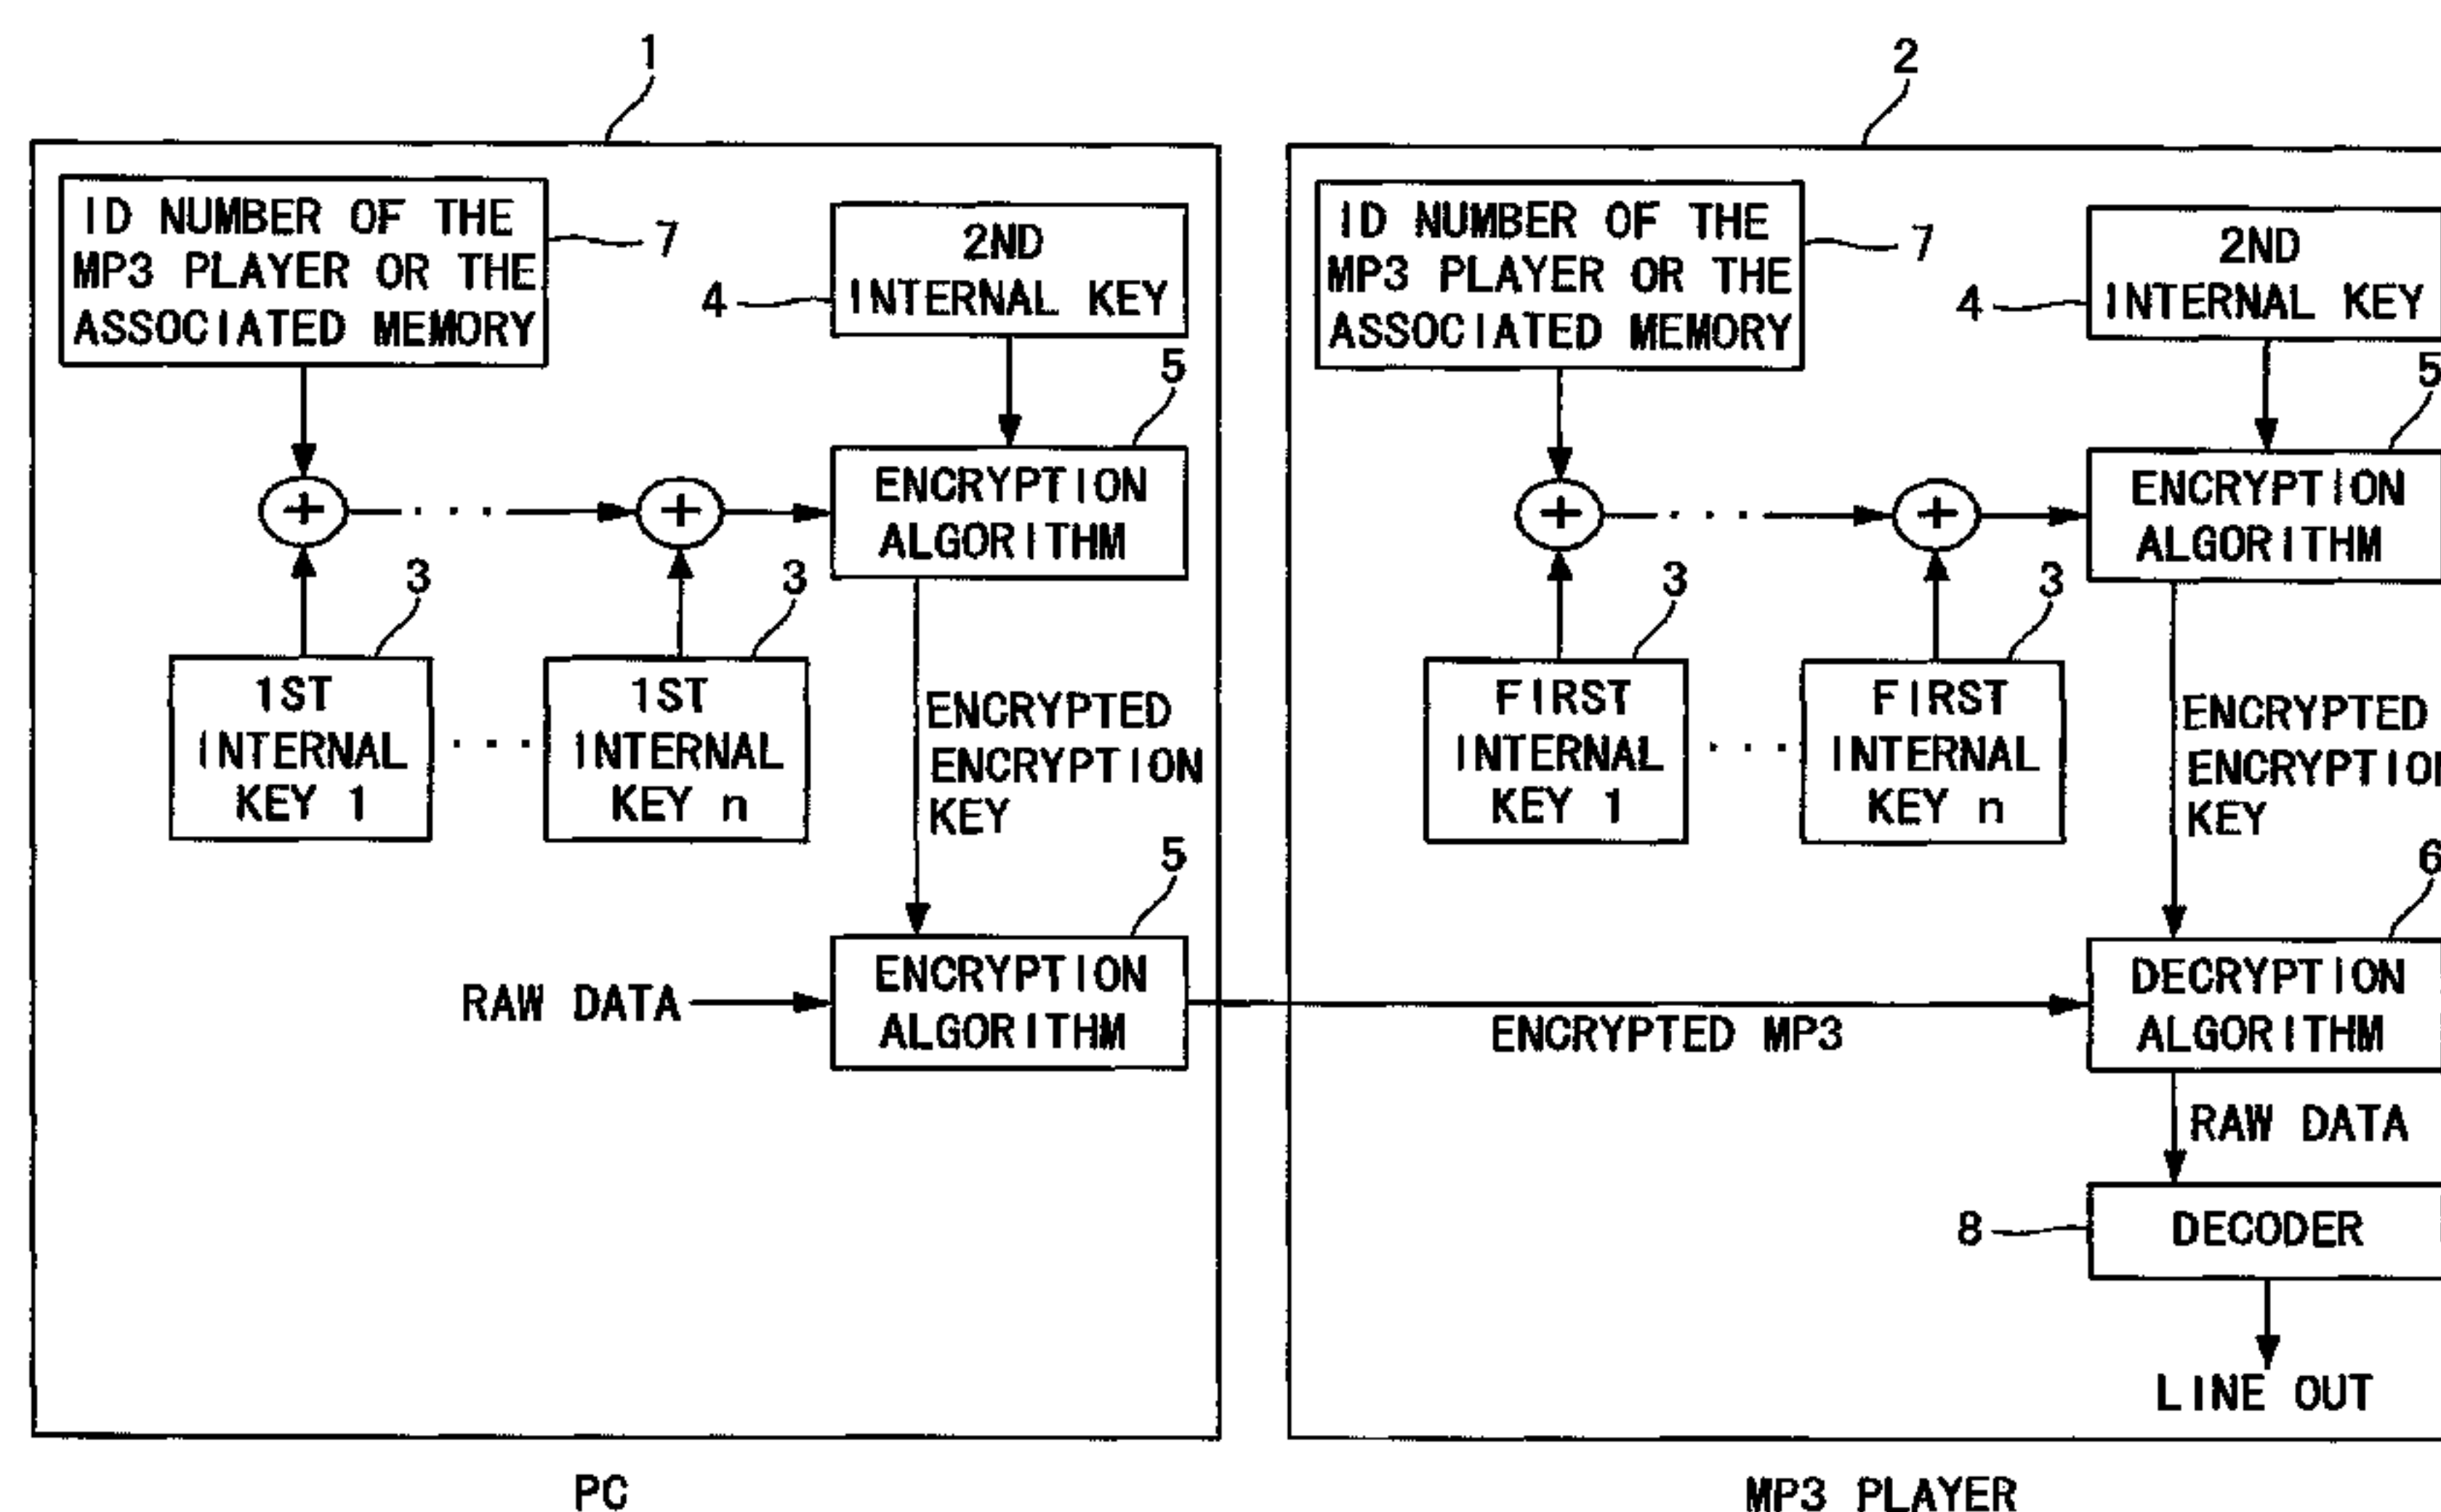 1
2
ID NUMBER OF THE
MP3 PLAYER OR THE
ASSOCIATED MEMORY
7
2ND
INTERNAL KEY
4
5
ENCRYPTION
ALGORITHM
+
...
+
3
3
1ST
INTERNAL
KEY 1
...
1ST
INTERNAL
KEY n
ENCRYPTED
ENCRYPTION
KEY
5
RAW DATA
ENCRYPTION
ALGORITHM
PC
ID NUMBER OF THE
MP3 PLAYER OR THE
ASSOCIATED MEMORY
7
2ND
INTERNAL KEY
4
5
ENCRYPTION
ALGORITHM
+
...
+
3
3
FIRST
INTERNAL
KEY 1
...
FIRST
INTERNAL
KEY n
ENCRYPTED
ENCRYPTION
KEY
6
ENCRYPTED MP3
DECRYPTION
ALGORITHM
RAW DATA
8
DECODER
LINE OUT
MP3 PLAYER